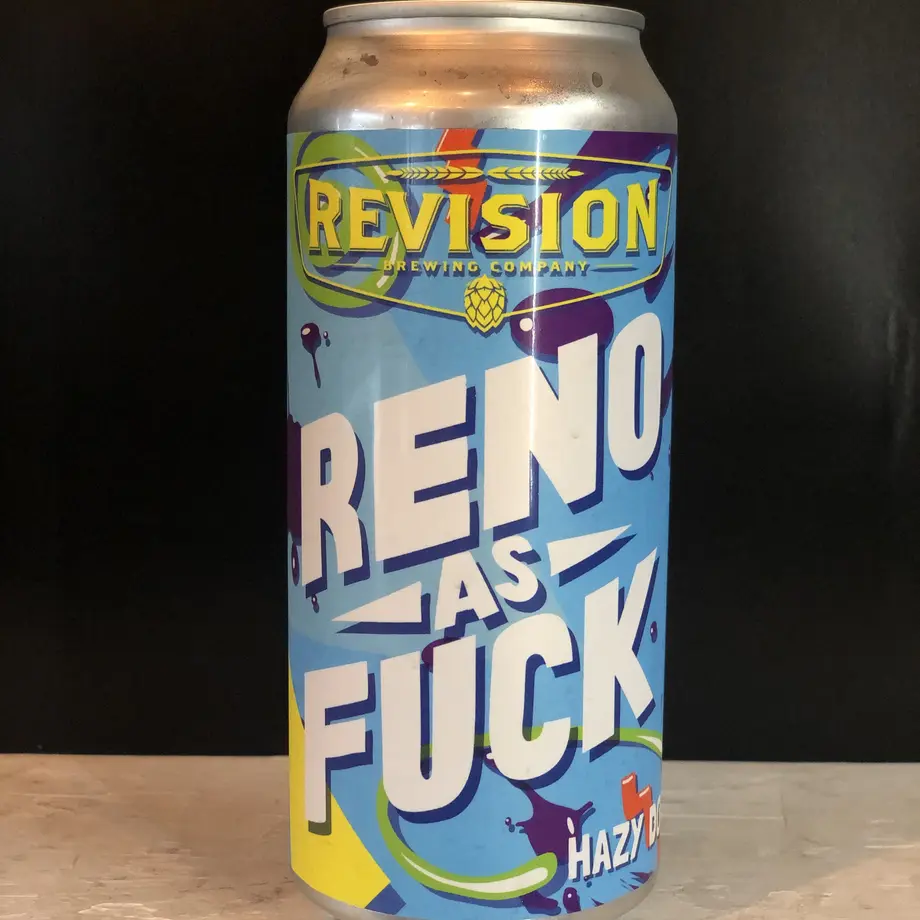 REVISION
BREWING COMPANY
RENO
AS
FUCK
HAZY